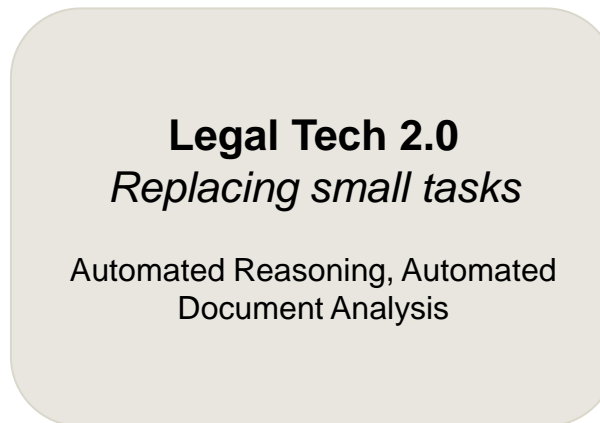 Legal Tech 2.0
Replacing small tasks
Automated Reasoning, Automated
Document Analysis